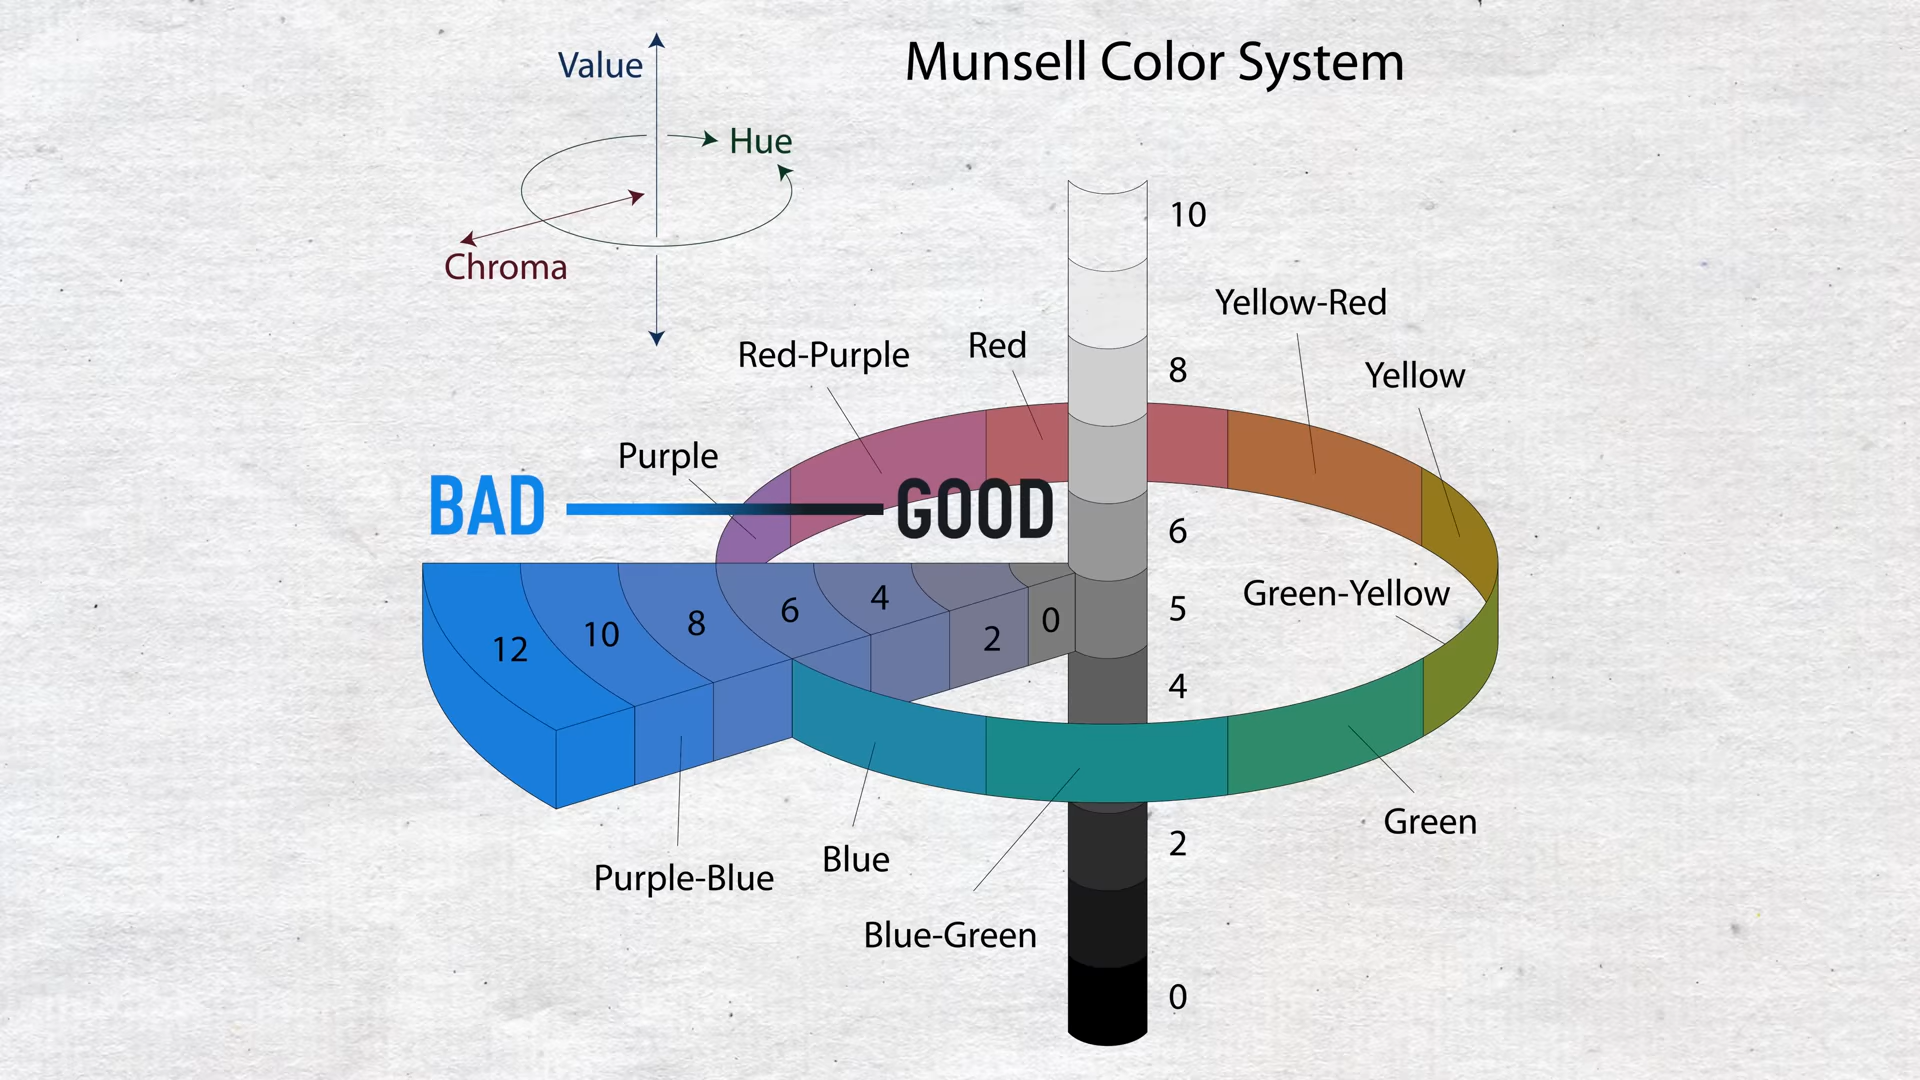 Munsell Color System
Value
Hue
Chroma
10
Yellow-Red
Red
Red-Purple
8
Yellow
Purple
BAD
GOOD
6
Green-Yellow
5
12
10
8
6
4
2
0
4
Green
2
Blue
Purple-Blue
Blue-Green
0